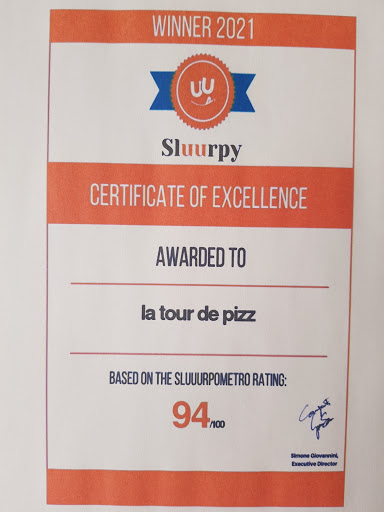 WINNER 2021
Sluurpy
CERTIFICATE OF EXCELLENCE
AWARDED TO
la tour de pizz
BASED ON THE SLUUURPOMETRO RATING:
94/100
Simone Giovannini,
Executive Director